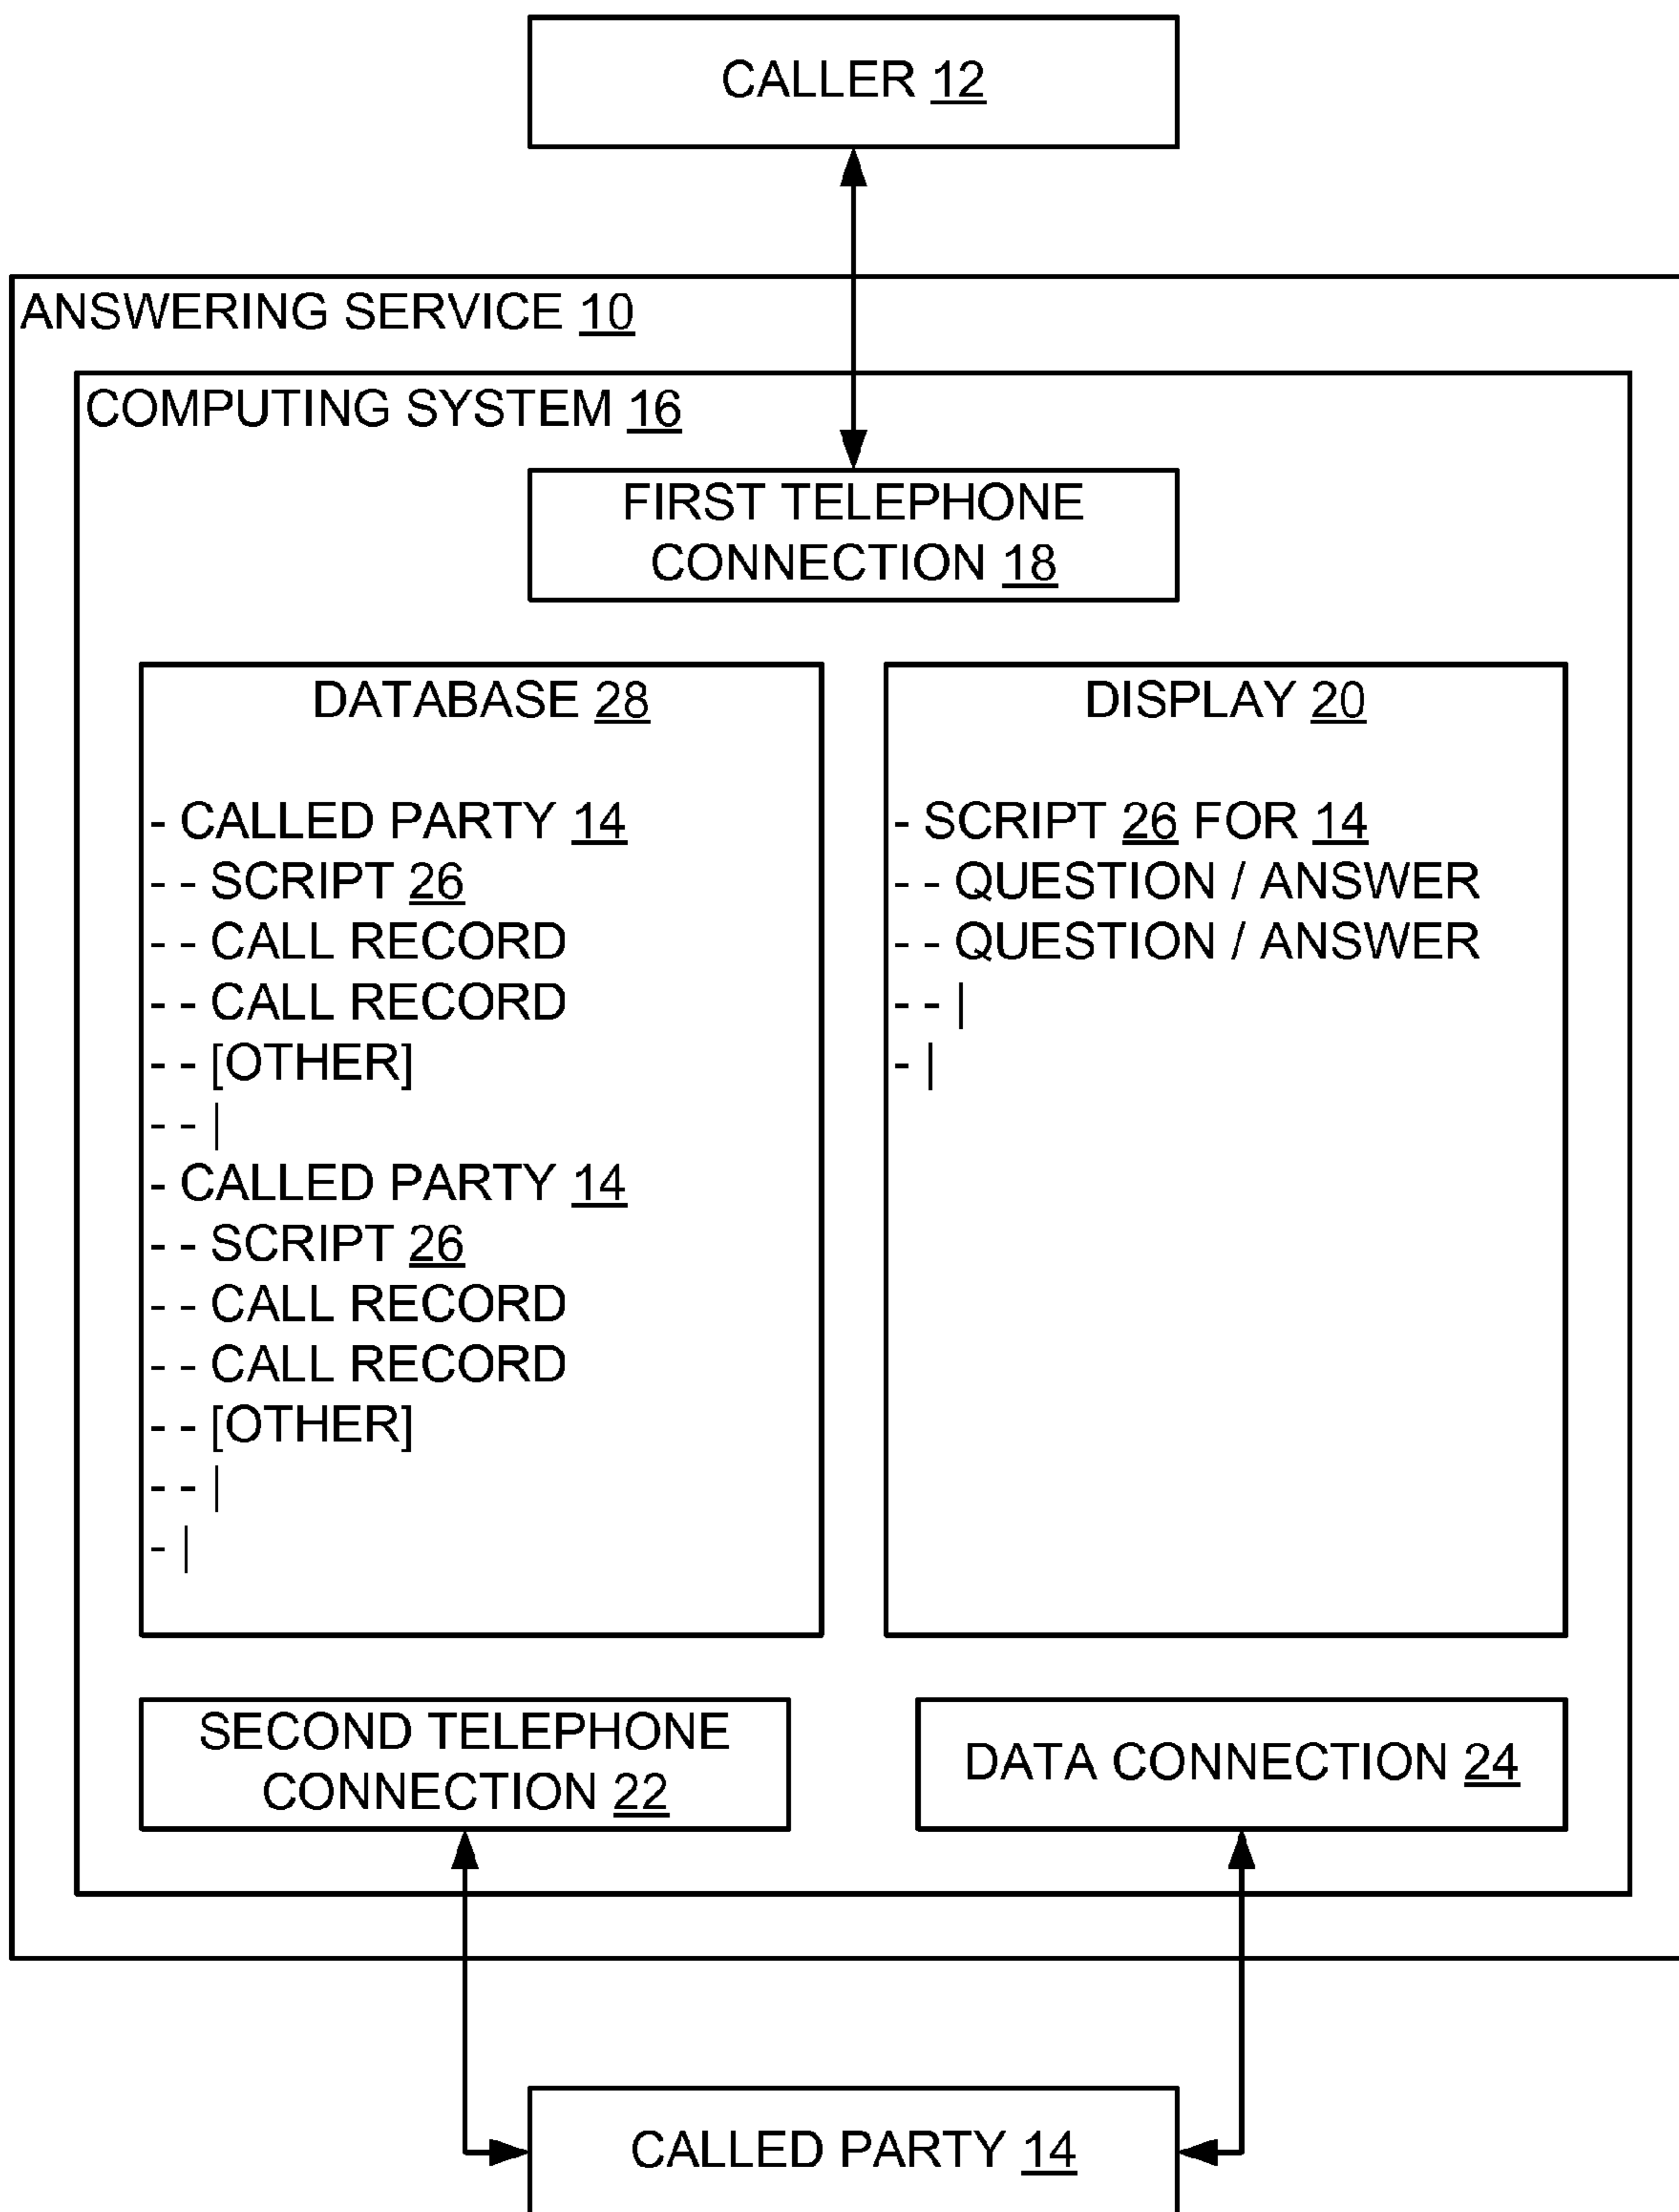 CALLER 12
ANSWERING SERVICE 10
COMPUTING SYSTEM 16
FIRST TELEPHONE
CONNECTION 18
DATABASE 28
- CALLED PARTY 14
- - SCRIPT 26
- - CALL RECORD
- - CALL RECORD
- - [OTHER]
- - |
- CALLED PARTY 14
- - SCRIPT 26
- - CALL RECORD
- - CALL RECORD
- - [OTHER]
- - |
- |
DISPLAY 20
- SCRIPT 26 FOR 14
- - QUESTION / ANSWER
- - QUESTION / ANSWER
- - |
- |
SECOND TELEPHONE
CONNECTION 22
DATA CONNECTION 24
CALLED PARTY 14